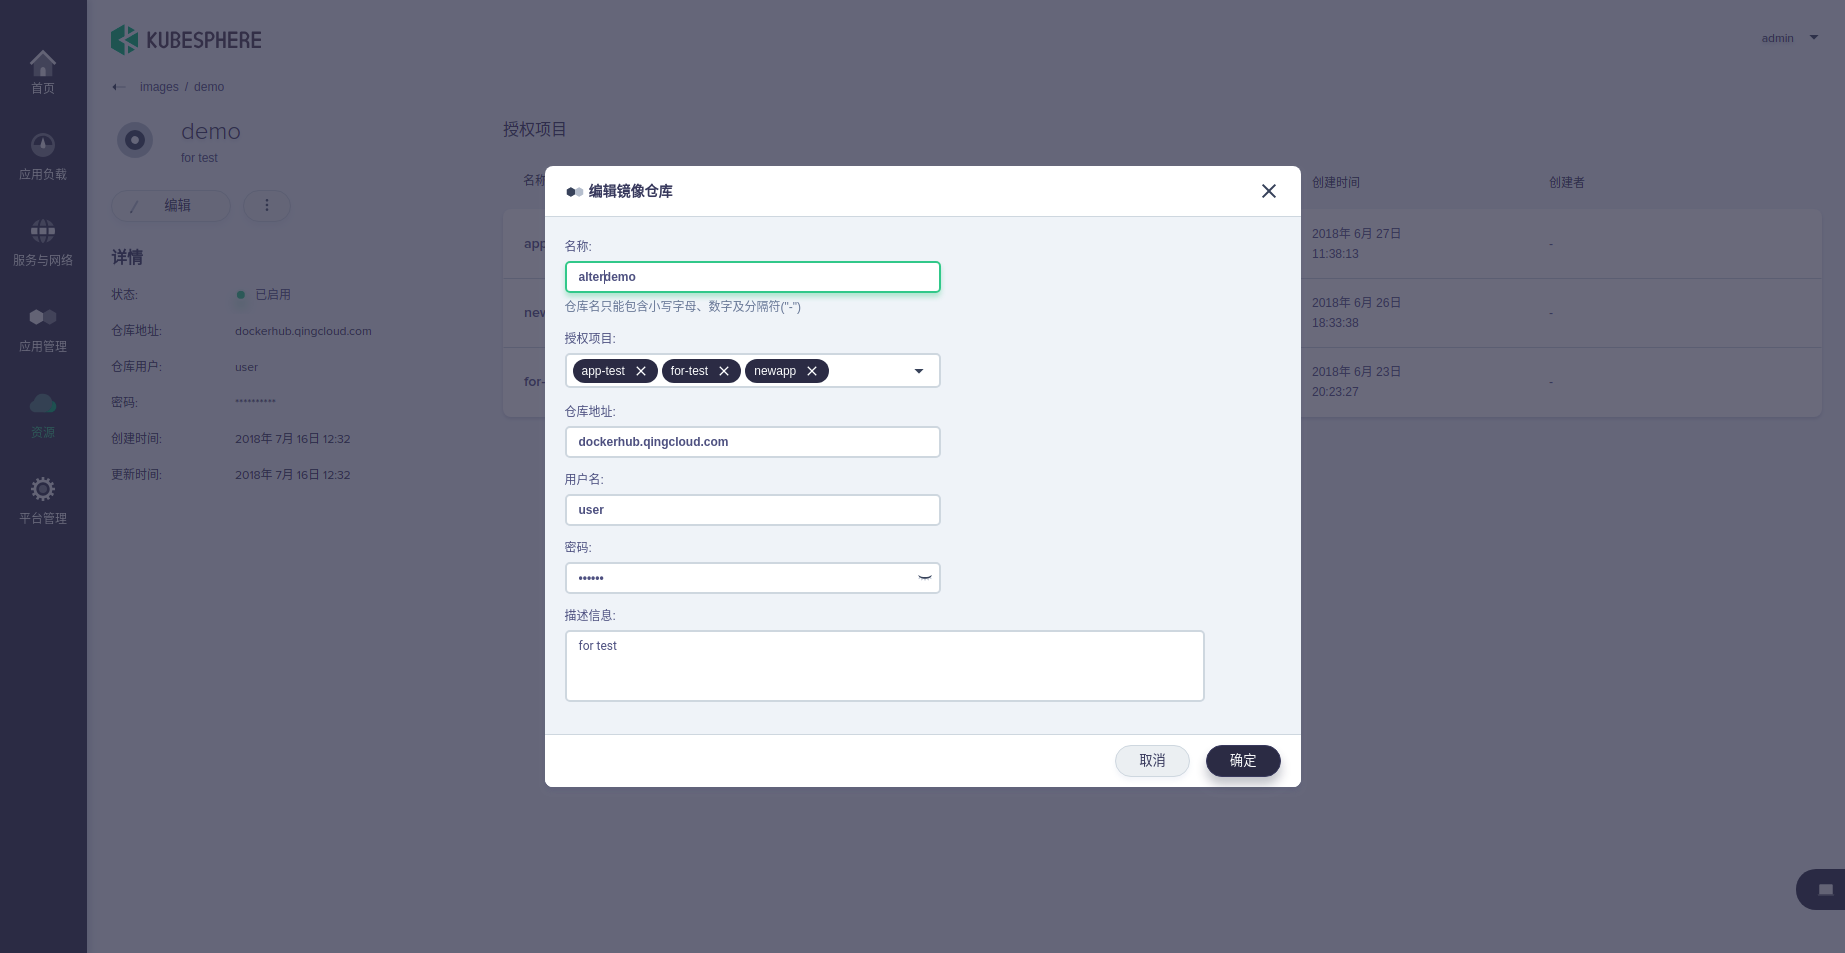 KUBESPHERE
admin
images / demo
demo
for test
编辑
详情
状态: 已启用
仓库地址: dockerhub.qingcloud.com
仓库用户: user
密码: **********
创建时间: 2018年 7月 16日 12:32
更新时间: 2018年 7月 16日 12:32
首页
应用负载
服务与网络
应用管理
资源
平台管理
授权项目
名称 创建时间 创建者
app 2018年 6月 27日
11:38:13 -
new 2018年 6月 26日
18:33:38 -
for- 2018年 6月 23日
20:23:27 -
编辑镜像仓库
名称:
alterdemo
仓库名只能包含小写字母、数字及分隔符("-")
授权项目:
app-test for-test newapp
仓库地址:
dockerhub.qingcloud.com
用户名:
user
密码:
••••••
描述信息:
for test
取消 确定